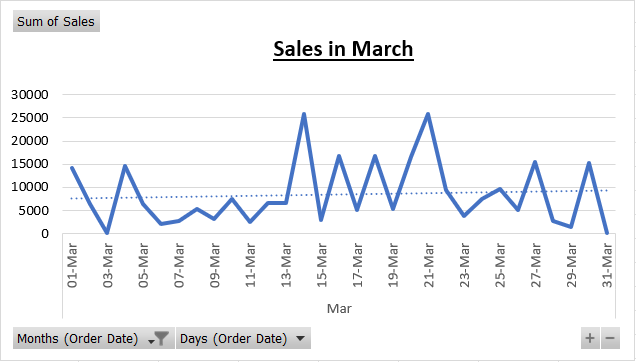 Sum of Sales
Sales in March
30000
25000
20000
15000
10000
5000
0
01-Mar
03-Mar
05-Mar
07-Mar
09-Mar
11-Mar
13-Mar
15-Mar
17-Mar
19-Mar
21-Mar
23-Mar
25-Mar
27-Mar
29-Mar
31-Mar
Mar
Months (Order Date) Days (Order Date) + −